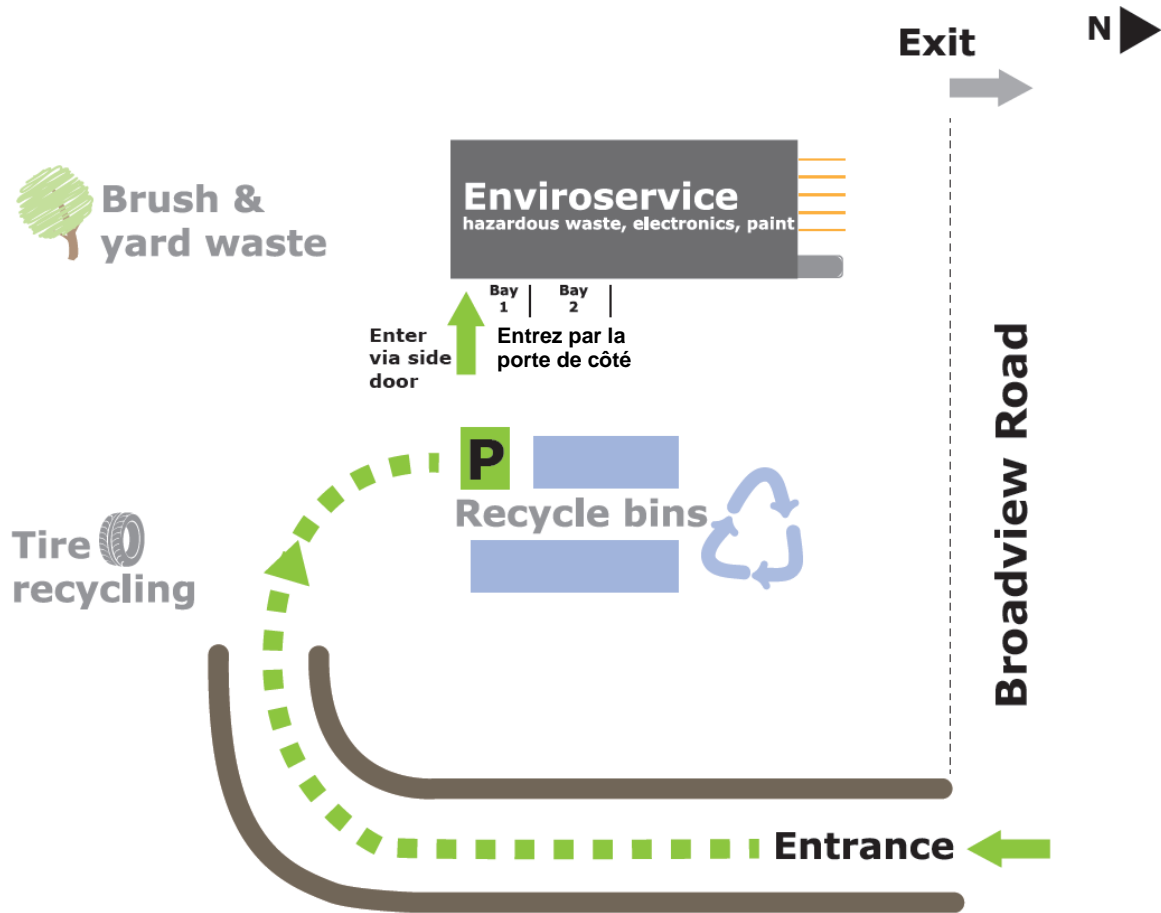 N
Exit
Brush &
yard waste
Enviroservice
hazardous waste, electronics, paint
Bay
1
Bay
2
Enter
via side
door
Entrez par la
porte de côté
P
Recycle bins
Tire
recycling
Broadview Road
Entrance